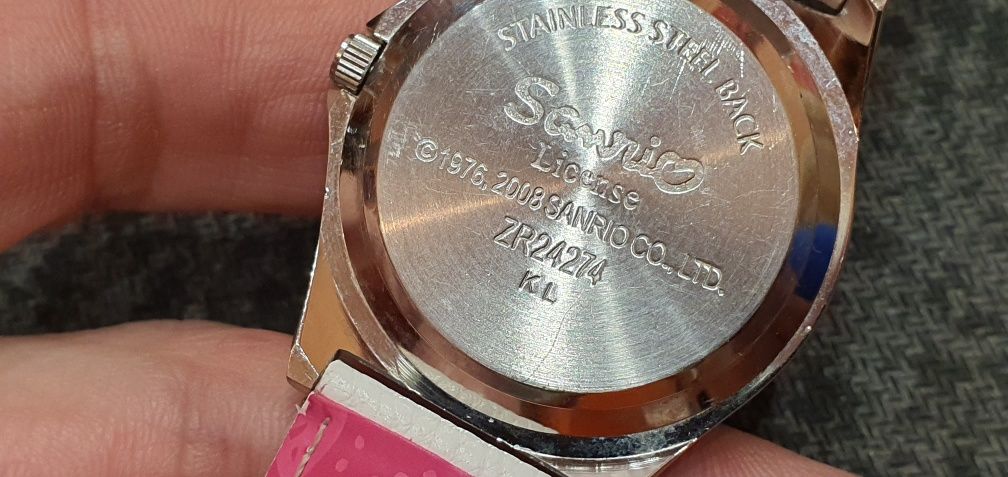 STAINLESS STEEL BACK
Sanrio
License
©1976, 2008 SANRIO CO., LTD.
ZR24274
KL